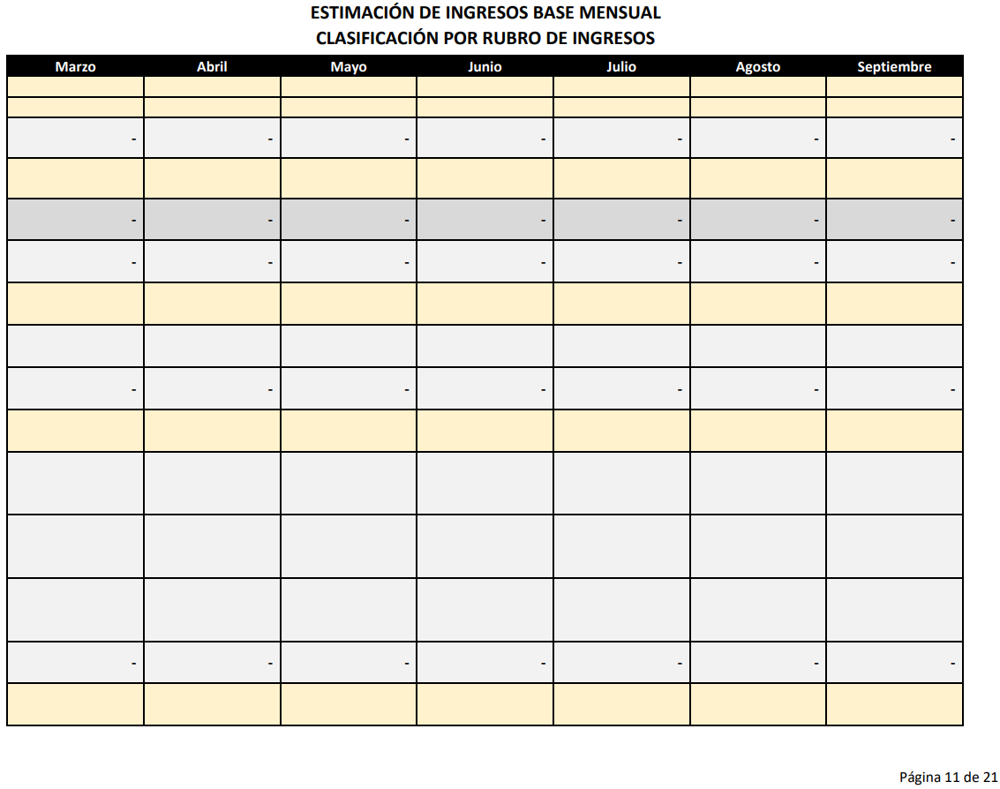 ESTIMACIÓN DE INGRESOS BASE MENSUAL
CLASIFICACIÓN POR RUBRO DE INGRESOS
Marzo Abril Mayo Junio Julio Agosto Septiembre
- - - - - - -
- - - - - - -
- - - - - - -
- - - - - - -
- - - - - - -
Página 11 de 21